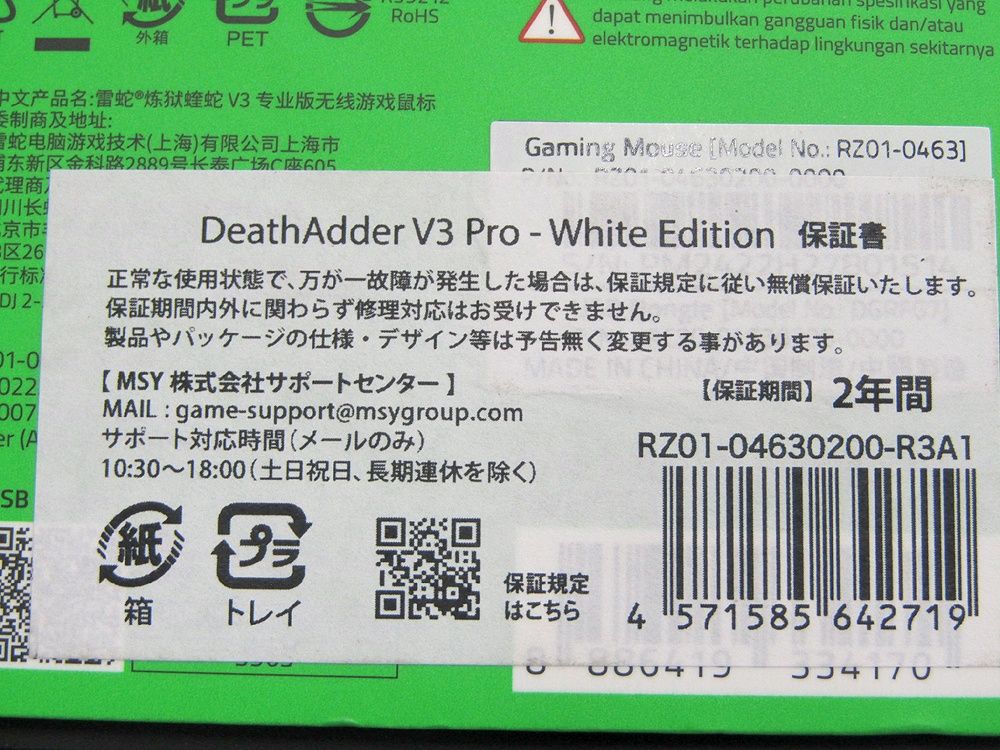 RoHS
外箱
PET
dapat menimbulkan gangguan fisik dan/atau
elektromagnetik terhadap lingkungan sekitarnya
中文产品名:雷蛇®炼狱蝰蛇 V3 专业版无线游戏鼠标
委制商及地址:
雷蛇电脑游戏技术(上海)有限公司上海市
浦东新区金科路2889号长泰广场C座605
Gaming Mouse [Model No.: RZ01-0463]
DeathAdder V3 Pro - White Edition 保証書
正常な使用状態で、万が一故障が発生した場合は、保証規定に従い無償保証いたします。
保証期間内外に関わらず修理対応はお受けできません。
製品やパッケージの仕様・デザイン等は予告無く変更する事があります。
【 MSY 株式会社サポートセンター 】
MAIL : game-support@msygroup.com
サポート対応時間(メールのみ)
10:30～18:00(土日祝日、長期連休を除く)
【保証期間】 2年間
RZ01-04630200-R3A1
紙
箱
プラ
トレイ
保証規定
はこちら
4 571585 642719
MADE IN CHINA
SB